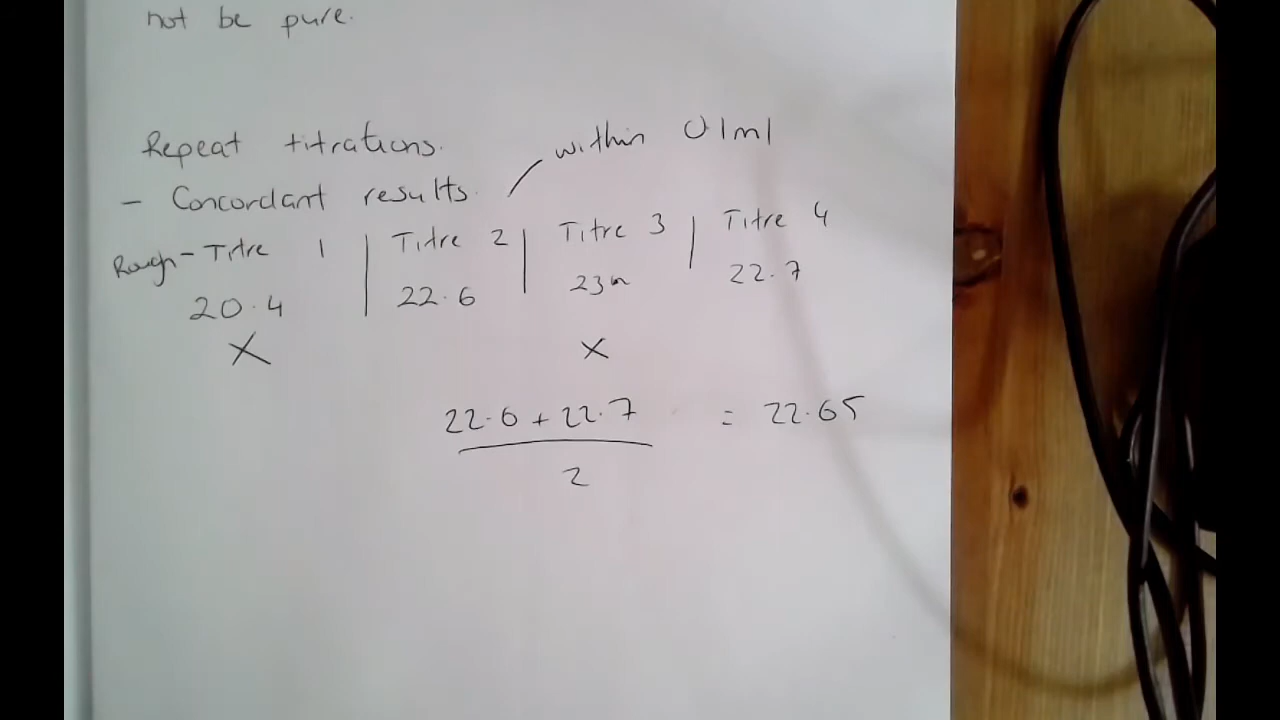 not be pure.
Repeat titrations. within 0 1ml
- Concordant results.
Rough - Titre 1 | Titre 2 | Titre 3 | Titre 4
20.4 22.6 22.7
X X
22.6 + 22.7 = 22.65
2